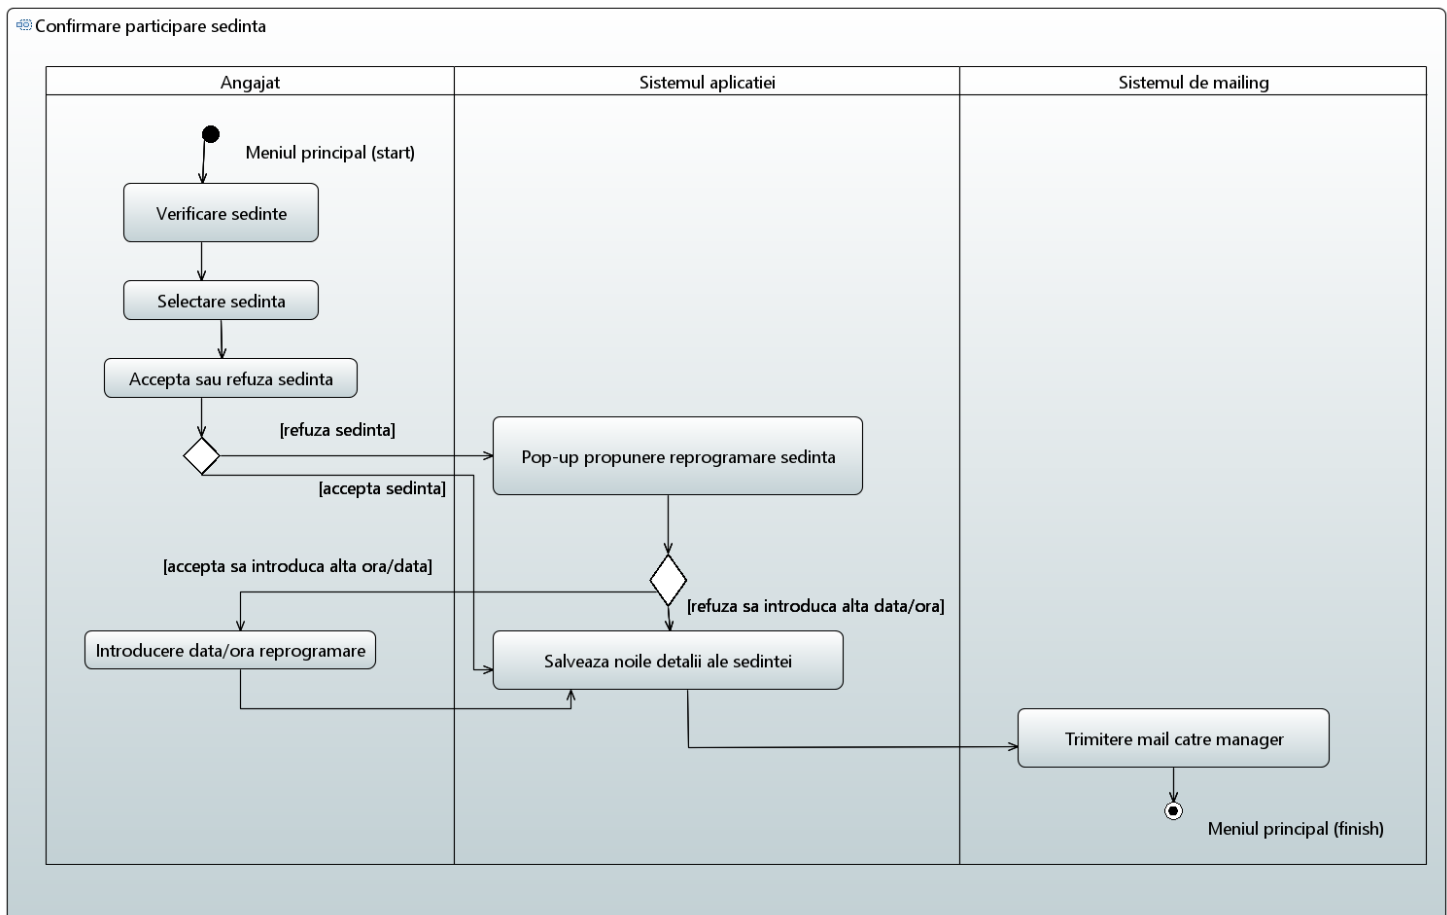 Confirmare participare sedinta
Angajat
Sistemul aplicatiei
Sistemul de mailing
Meniul principal (start)
Verificare sedinte
Selectare sedinta
Accepta sau refuza sedinta
[refuza sedinta]
Pop-up propunere reprogramare sedinta
[accepta sedinta]
[accepta sa introduca alta ora/data]
[refuza sa introduca alta data/ora]
Introducere data/ora reprogramare
Salveaza noile detalii ale sedintei
Trimitere mail catre manager
Meniul principal (finish)